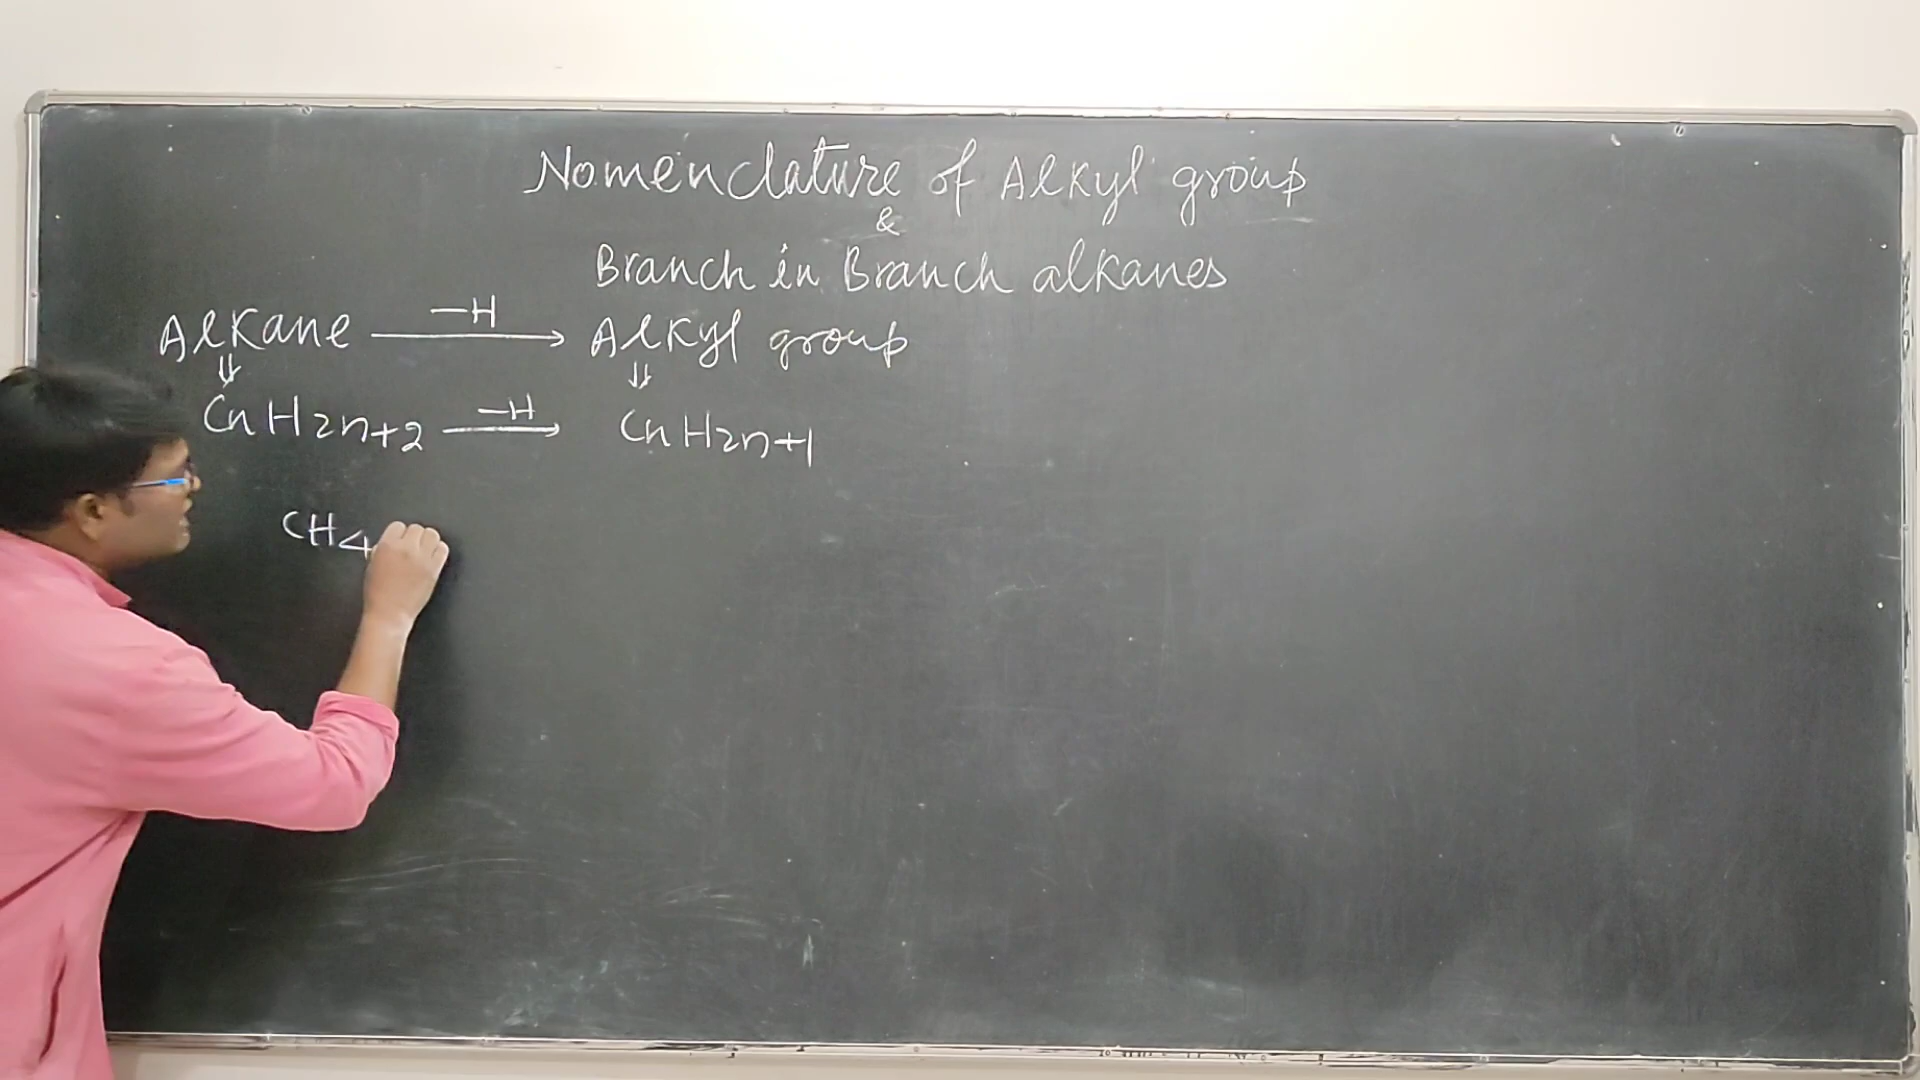 Nomenclature of Alkyl group
&
Branch in Branch alkanes
Alkane —H→ Alkyl group
⇓ ⇓
CnH2n+2 —H→ CnH2n+1
CH4